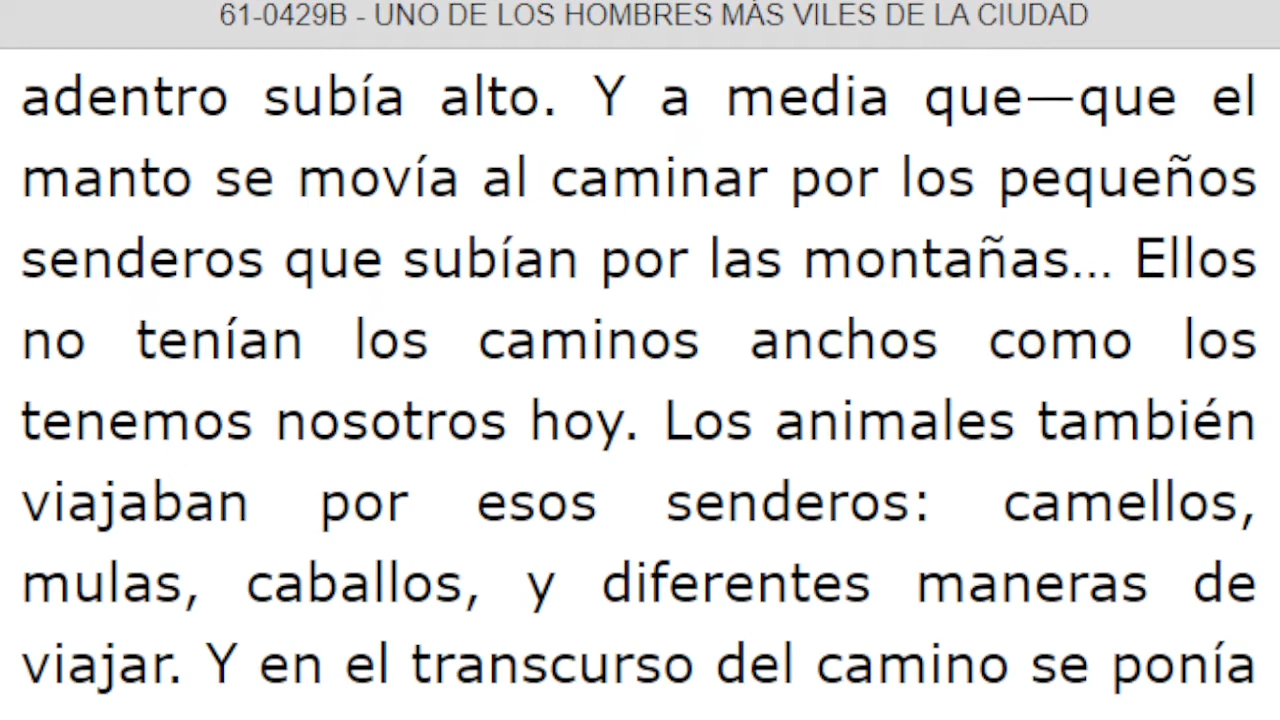 61-0429B - UNO DE LOS HOMBRES MÁS VILES DE LA CIUDAD
adentro subía alto. Y a media que—que el
manto se movía al caminar por los pequeños
senderos que subían por las montañas... Ellos
no tenían los caminos anchos como los
tenemos nosotros hoy. Los animales también
viajaban por esos senderos: camellos,
mulas, caballos, y diferentes maneras de
viajar. Y en el transcurso del camino se ponía